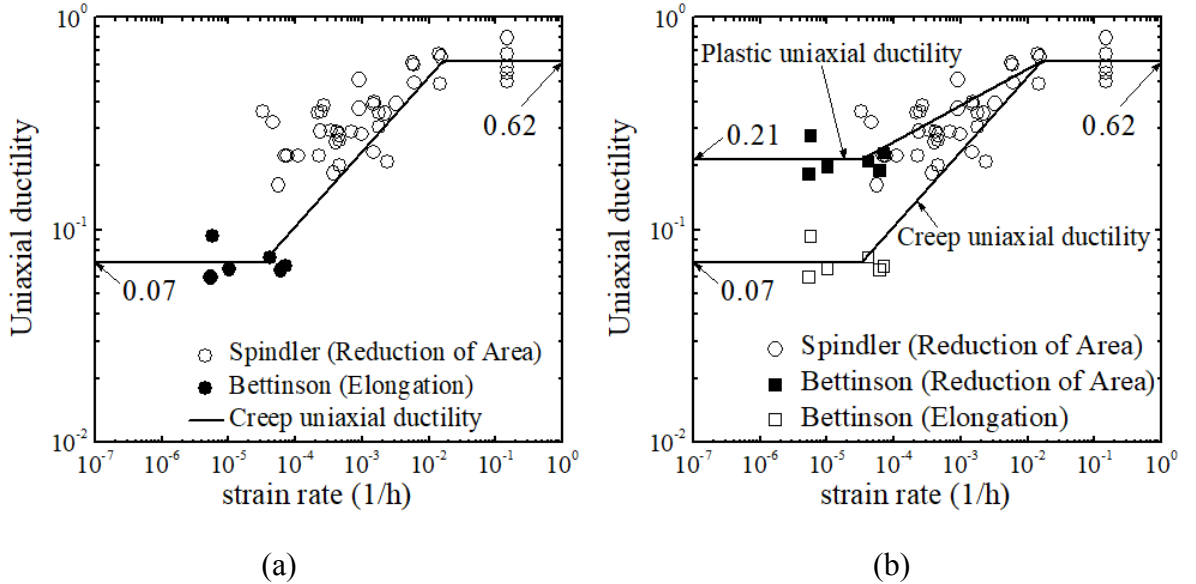 10^0
10^-1
10^-2
Uniaxial ductility
0.62
0.07
Spindler (Reduction of Area)
Bettinson (Elongation)
Creep uniaxial ductility
10^-7 10^-6 10^-5 10^-4 10^-3 10^-2 10^-1 10^0
strain rate (1/h)
(a)
10^0
10^-1
10^-2
Uniaxial ductility
Plastic uniaxial ductility
0.62
0.21
Creep uniaxial ductility
0.07
Spindler (Reduction of Area)
Bettinson (Reduction of Area)
Bettinson (Elongation)
10^-7 10^-6 10^-5 10^-4 10^-3 10^-2 10^-1 10^0
strain rate (1/h)
(b)